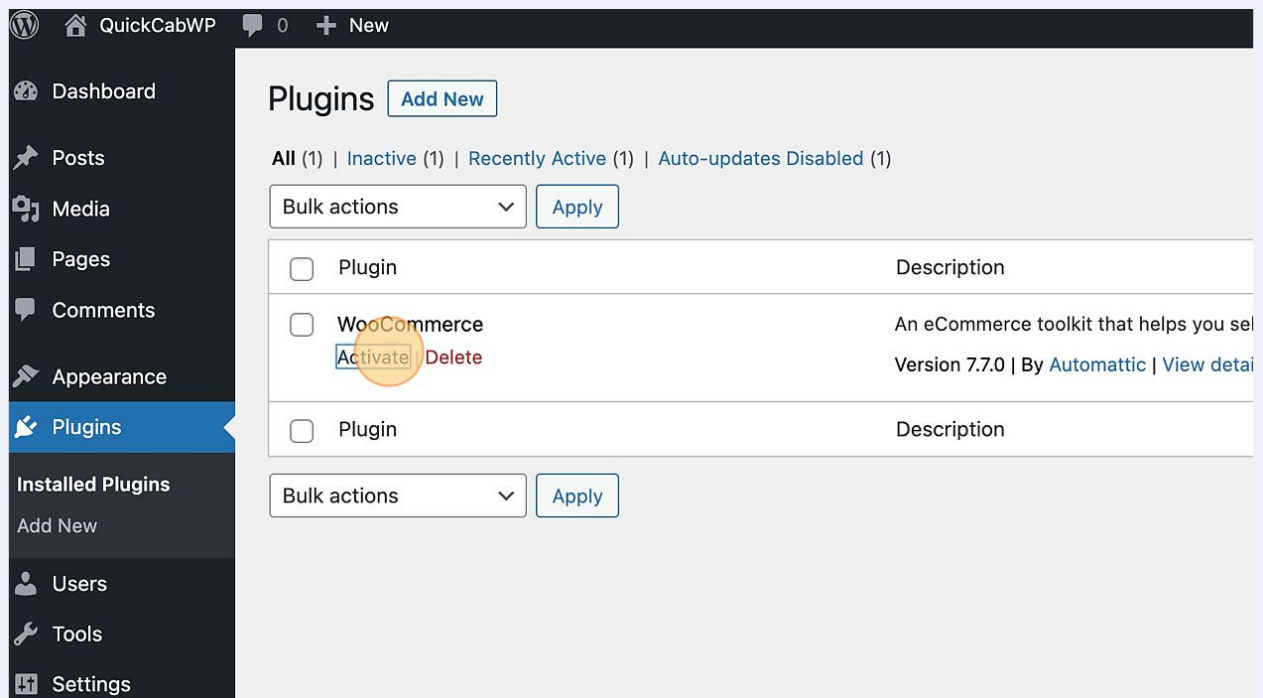 QuickCabWP 0 + New
Dashboard
Posts
Media
Pages
Comments
Appearance
Plugins
Installed Plugins
Add New
Users
Tools
Settings
Plugins Add New
All (1) | Inactive (1) | Recently Active (1) | Auto-updates Disabled (1)
Bulk actions Apply
Plugin Description
WooCommerce An eCommerce toolkit that helps you sel
Activate | Delete Version 7.7.0 | By Automattic | View detai
Plugin Description
Bulk actions Apply